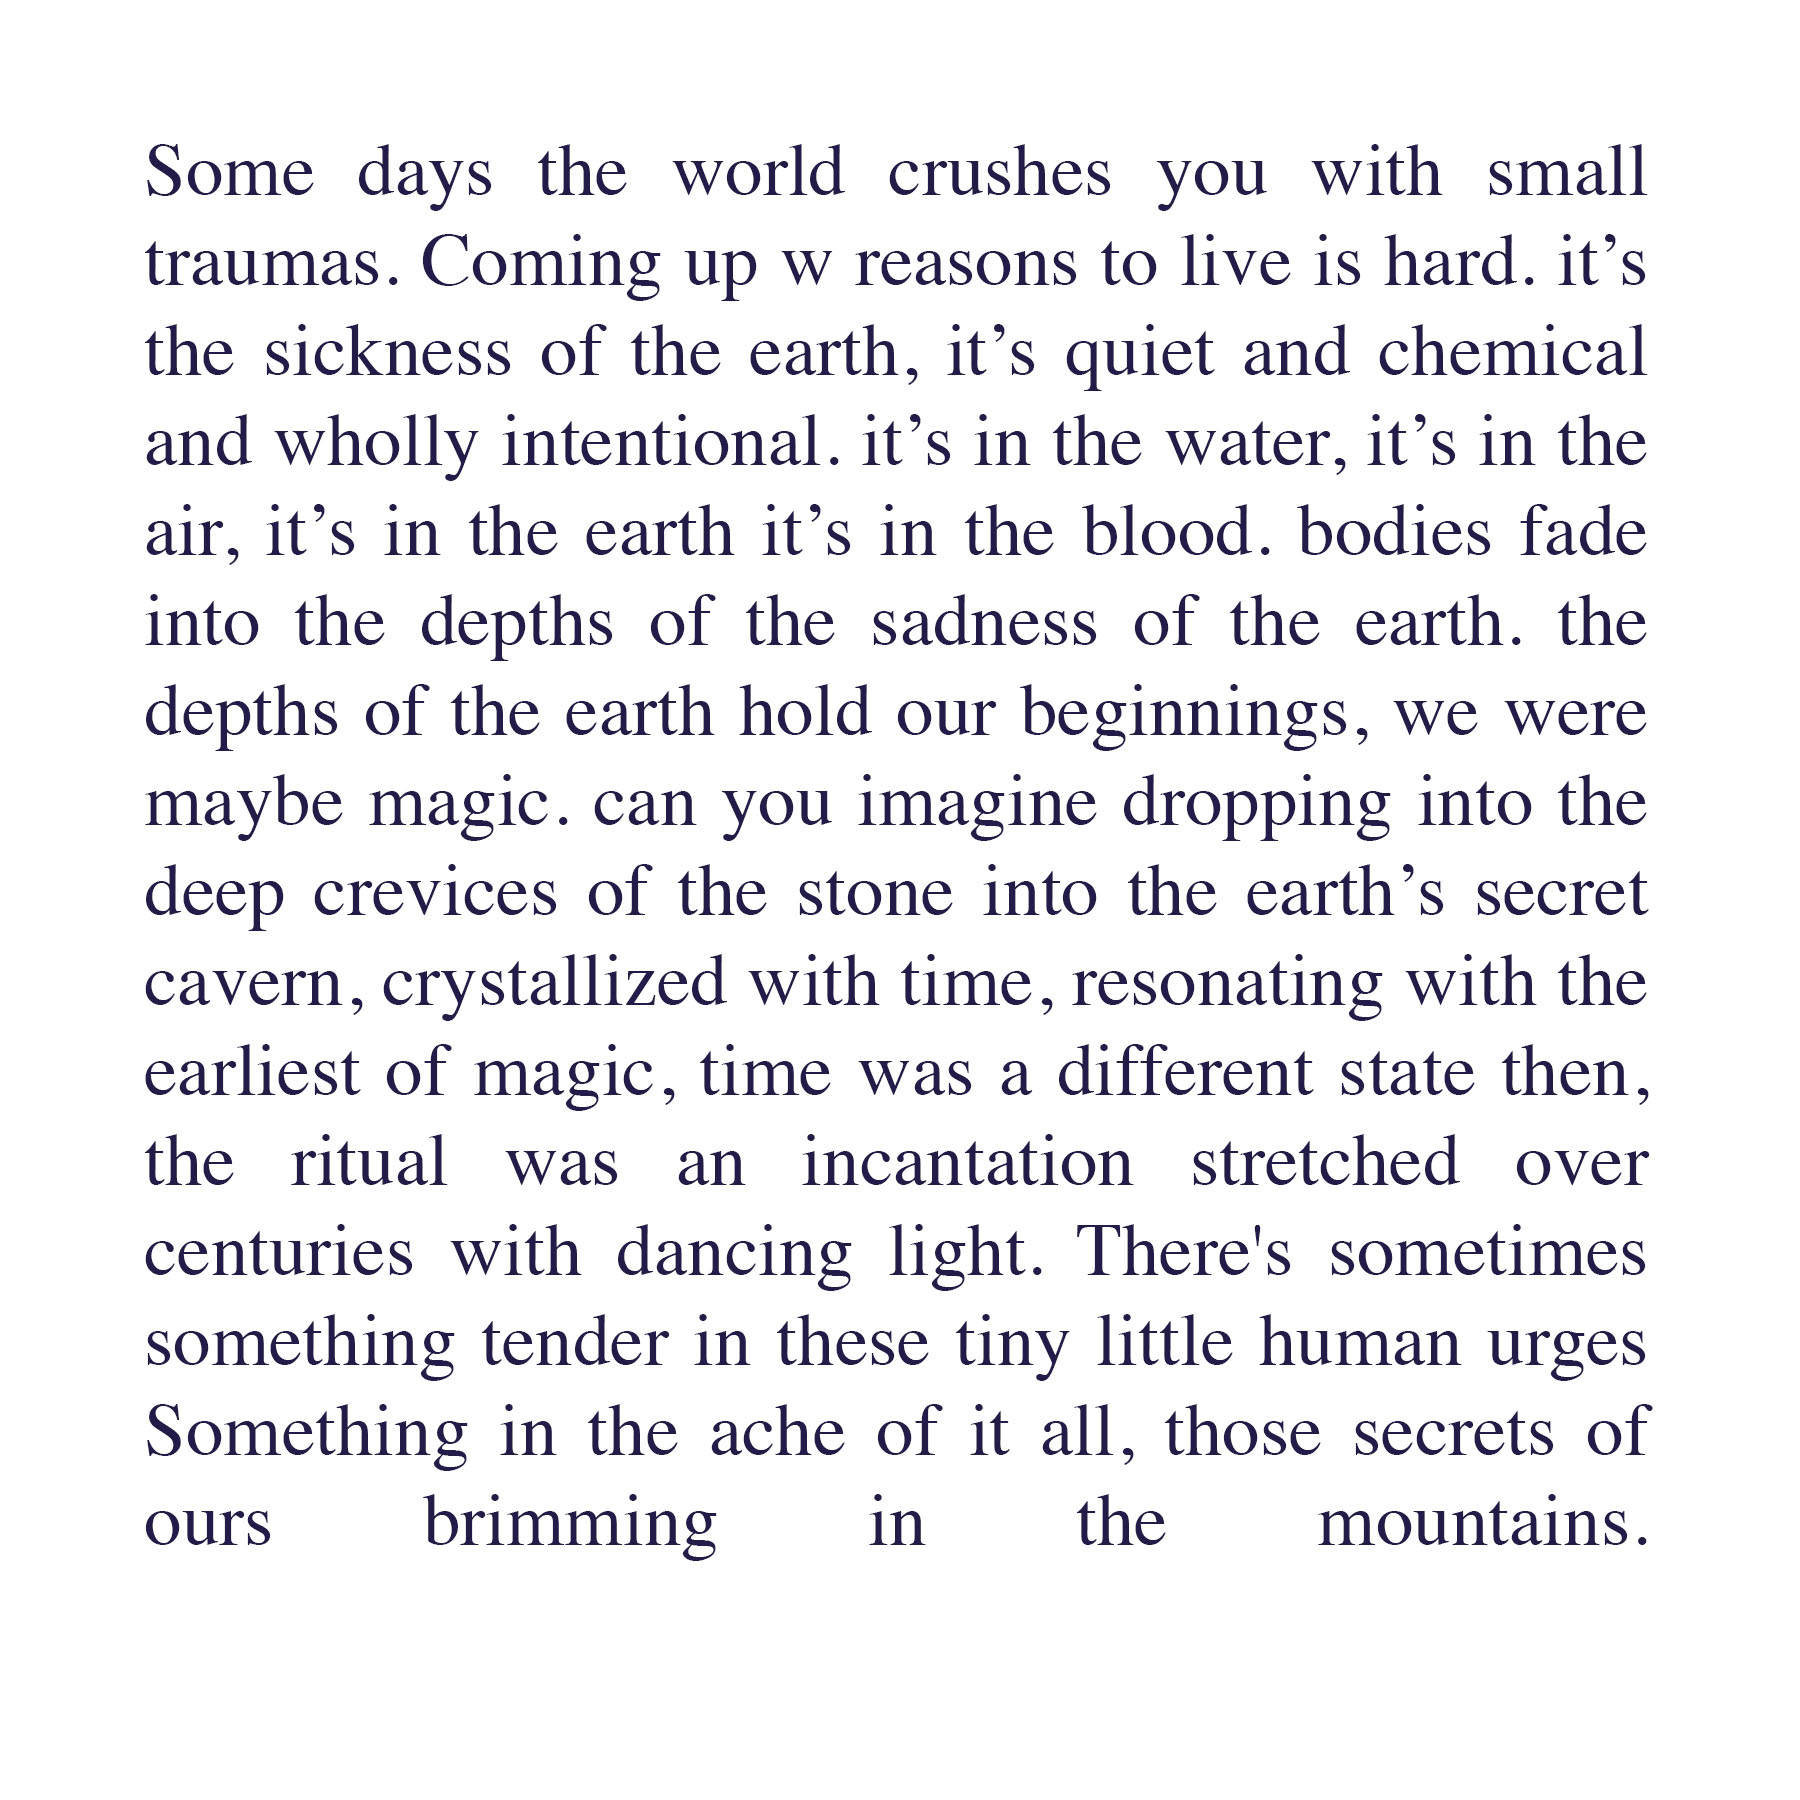 Some days the world crushes you with small
traumas. Coming up w reasons to live is hard. it’s
the sickness of the earth, it’s quiet and chemical
and wholly intentional. it’s in the water, it’s in the
air, it’s in the earth it’s in the blood. bodies fade
into the depths of the sadness of the earth. the
depths of the earth hold our beginnings, we were
maybe magic. can you imagine dropping into the
deep crevices of the stone into the earth’s secret
cavern, crystallized with time, resonating with the
earliest of magic, time was a different state then,
the ritual was an incantation stretched over
centuries with dancing light. There's sometimes
something tender in these tiny little human urges
Something in the ache of it all, those secrets of
ours brimming in the mountains.